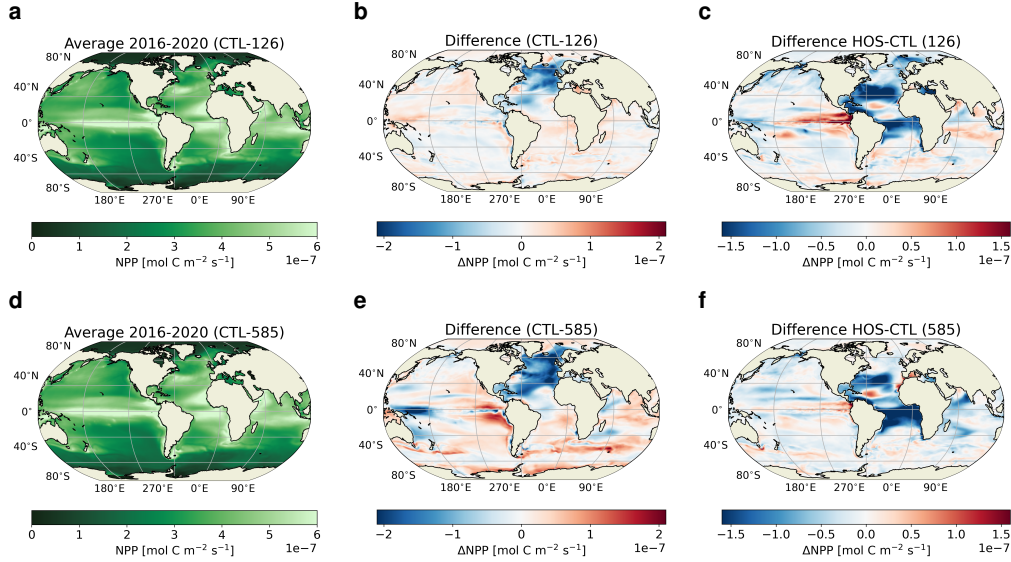 a
b
c
Average 2016-2020 (CTL-126)
Difference (CTL-126)
Difference HOS-CTL (126)
80°N
40°N
0°
40°S
80°S
180°E 270°E 0°E 90°E
80°N
40°N
0°
40°S
80°S
180°E 270°E 0°E 90°E
80°N
40°N
0°
40°S
80°S
180°E 270°E 0°E 90°E
0 1 2 3 4 5 6
NPP [mol C m⁻² s⁻¹]
1e-7
−2 −1 0 1 2
ΔNPP [mol C m⁻² s⁻¹]
1e-7
−1.5 −1.0 −0.5 0.0 0.5 1.0 1.5
ΔNPP [mol C m⁻² s⁻¹]
1e-7
d
e
f
Average 2016-2020 (CTL-585)
Difference (CTL-585)
Difference HOS-CTL (585)
80°N
40°N
0°
40°S
80°S
180°E 270°E 0°E 90°E
80°N
40°N
0°
40°S
80°S
180°E 270°E 0°E 90°E
80°N
40°N
0°
40°S
80°S
180°E 270°E 0°E 90°E
0 1 2 3 4 5 6
NPP [mol C m⁻² s⁻¹]
1e-7
−2 −1 0 1 2
ΔNPP [mol C m⁻² s⁻¹]
1e-7
−1.5 −1.0 −0.5 0.0 0.5 1.0 1.5
ΔNPP [mol C m⁻² s⁻¹]
1e-7